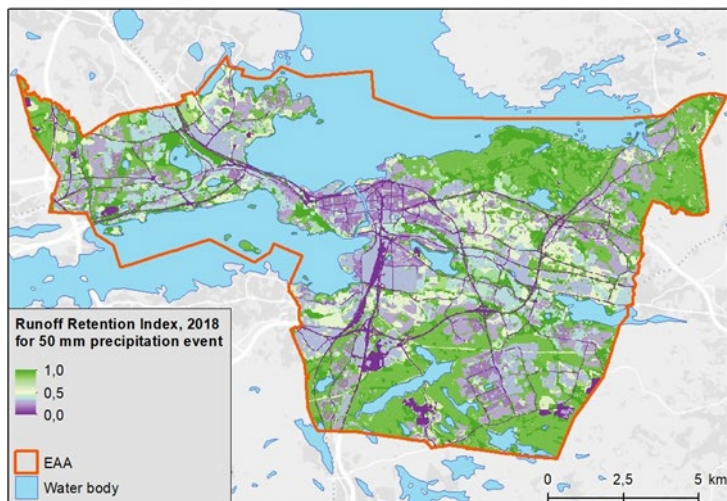 Runoff Retention Index, 2018
for 50 mm precipitation event
1,0
0,5
0,0
EAA
Water body
0 2,5 5 km